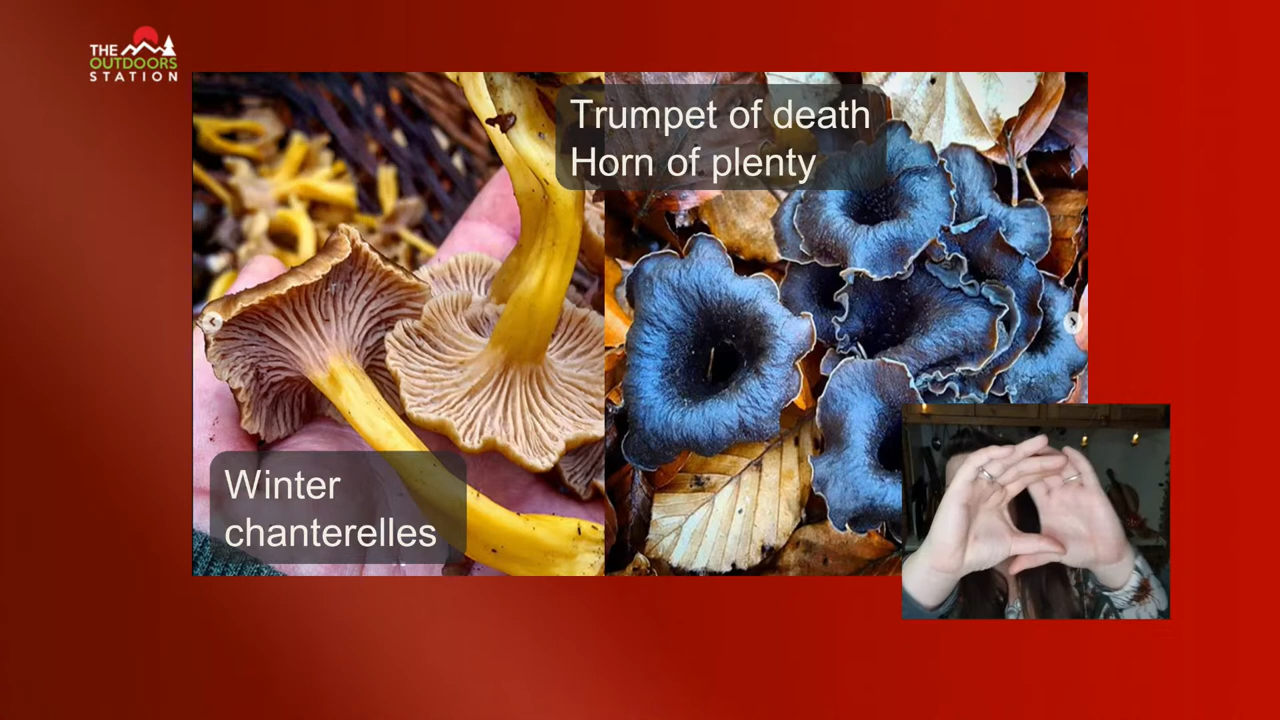 THE
OUTDOORS
STATION
Trumpet of death
Horn of plenty
Winter
chanterelles